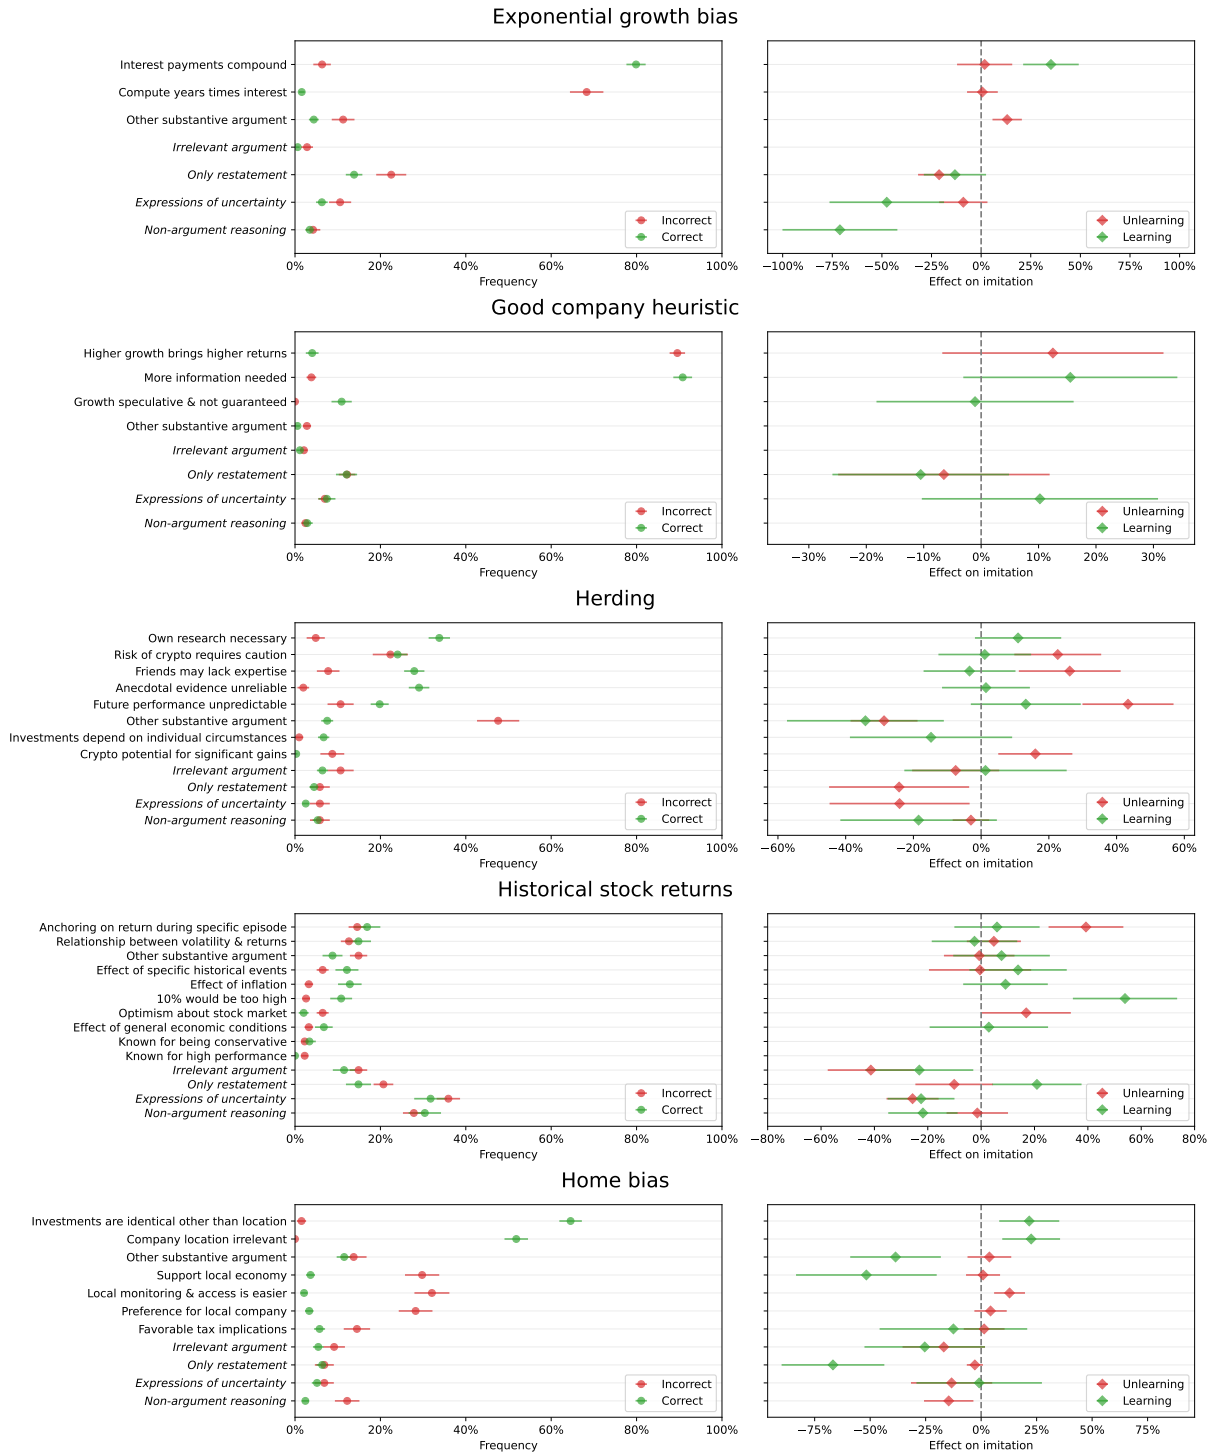 Exponential growth bias
Interest payments compound
Compute years times interest
Other substantive argument
Irrelevant argument
Only restatement
Expressions of uncertainty
Non-argument reasoning
Incorrect
Correct
0% 20% 40% 60% 80% 100%
Frequency
Unlearning
Learning
−100% −75% −50% −25% 0% 25% 50% 75% 100%
Effect on imitation
Good company heuristic
Higher growth brings higher returns
More information needed
Growth speculative & not guaranteed
Other substantive argument
Irrelevant argument
Only restatement
Expressions of uncertainty
Non-argument reasoning
Incorrect
Correct
0% 20% 40% 60% 80% 100%
Frequency
Unlearning
Learning
−30% −20% −10% 0% 10% 20% 30%
Effect on imitation
Herding
Own research necessary
Risk of crypto requires caution
Friends may lack expertise
Anecdotal evidence unreliable
Future performance unpredictable
Other substantive argument
Investments depend on individual circumstances
Crypto potential for significant gains
Irrelevant argument
Only restatement
Expressions of uncertainty
Non-argument reasoning
Incorrect
Correct
0% 20% 40% 60% 80% 100%
Frequency
Unlearning
Learning
−60% −40% −20% 0% 20% 40% 60%
Effect on imitation
Historical stock returns
Anchoring on return during specific episode
Relationship between volatility & returns
Other substantive argument
Effect of specific historical events
Effect of inflation
10% would be too high
Optimism about stock market
Effect of general economic conditions
Known for being conservative
Known for high performance
Irrelevant argument
Only restatement
Expressions of uncertainty
Non-argument reasoning
Incorrect
Correct
0% 20% 40% 60% 80% 100%
Frequency
Unlearning
Learning
−80% −60% −40% −20% 0% 20% 40% 60% 80%
Effect on imitation
Home bias
Investments are identical other than location
Company location irrelevant
Other substantive argument
Support local economy
Local monitoring & access is easier
Preference for local company
Favorable tax implications
Irrelevant argument
Only restatement
Expressions of uncertainty
Non-argument reasoning
Incorrect
Correct
0% 20% 40% 60% 80% 100%
Frequency
Unlearning
Learning
−75% −50% −25% 0% 25% 50% 75%
Effect on imitation